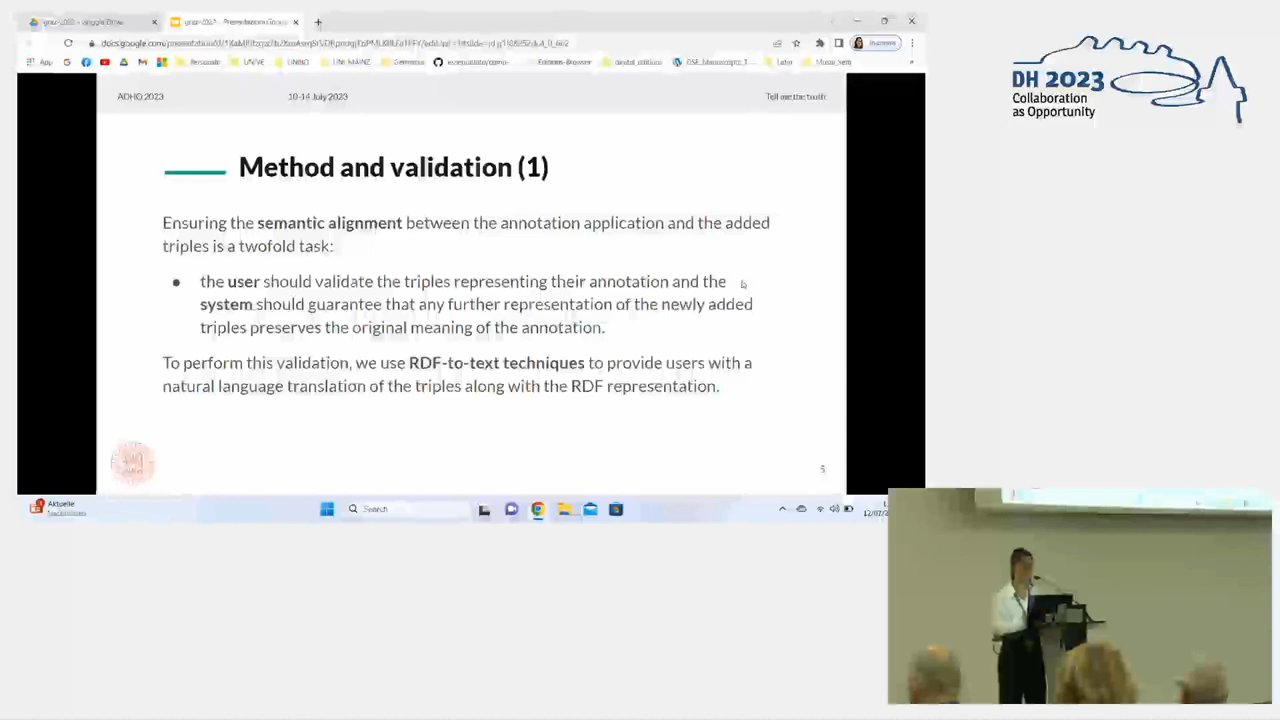 DH 2023
Collaboration
as Opportunity
App
UNIVE
ADHO 2023 10-14 July 2023 Tell me the truth
Method and validation (1)
Ensuring the semantic alignment between the annotation application and the added
triples is a twofold task:
● the user should validate the triples representing their annotation and the
system should guarantee that any further representation of the newly added
triples preserves the original meaning of the annotation.
To perform this validation, we use RDF-to-text techniques to provide users with a
natural language translation of the triples along with the RDF representation.
5
Aktuelle
Search